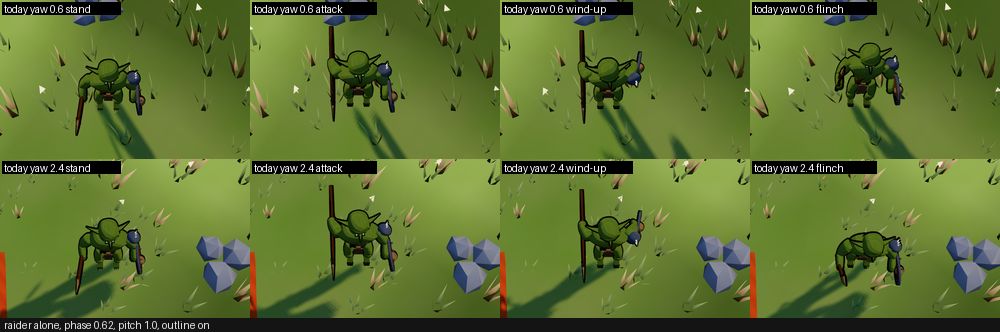 today yaw 0.6 stand
today yaw 0.6 attack
today yaw 0.6 wind-up
today yaw 0.6 flinch
today yaw 2.4 stand
today yaw 2.4 attack
today yaw 2.4 wind-up
today yaw 2.4 flinch
raider alone, phase 0.62, pitch 1.0, outline on